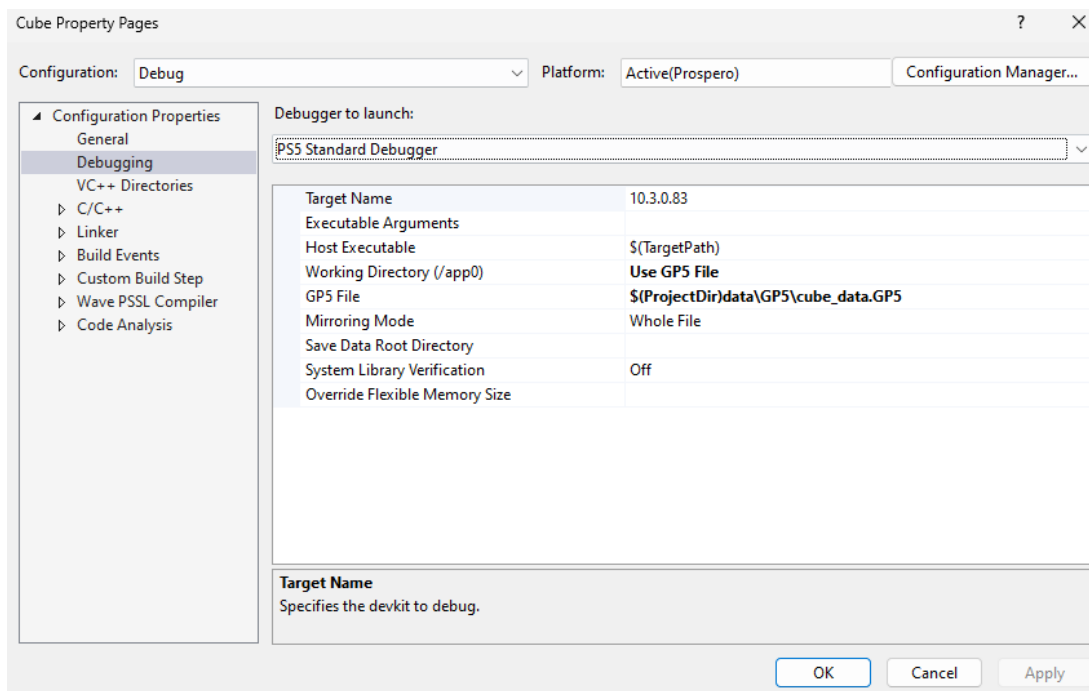 Cube Property Pages
?
Configuration: Debug Platform: Active(Prospero) Configuration Manager...
Configuration Properties
General
Debugging
VC++ Directories
C/C++
Linker
Build Events
Custom Build Step
Wave PSSL Compiler
Code Analysis
Debugger to launch:
PS5 Standard Debugger
Target Name 10.3.0.83
Executable Arguments
Host Executable $(TargetPath)
Working Directory (/app0) Use GP5 File
GP5 File $(ProjectDir)data\GP5\cube_data.GP5
Mirroring Mode Whole File
Save Data Root Directory
System Library Verification Off
Override Flexible Memory Size
Target Name
Specifies the devkit to debug.
OK Cancel Apply